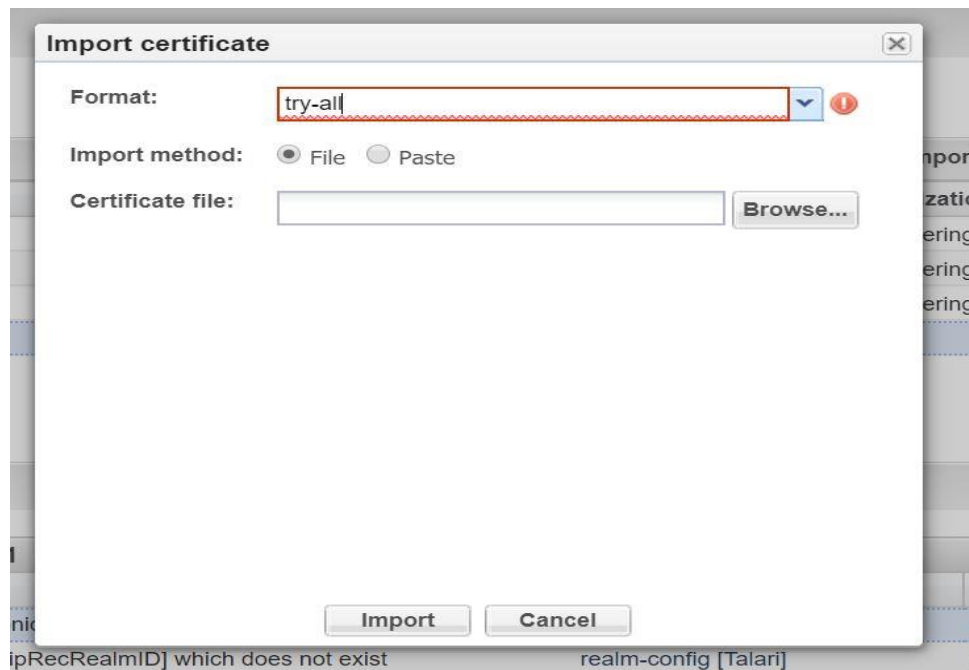 Import certificate
Format: try-all
Import method: File Paste
Certificate file: Browse...
Import Cancel
ipRecRealmID] which does not exist realm-config [Talari]